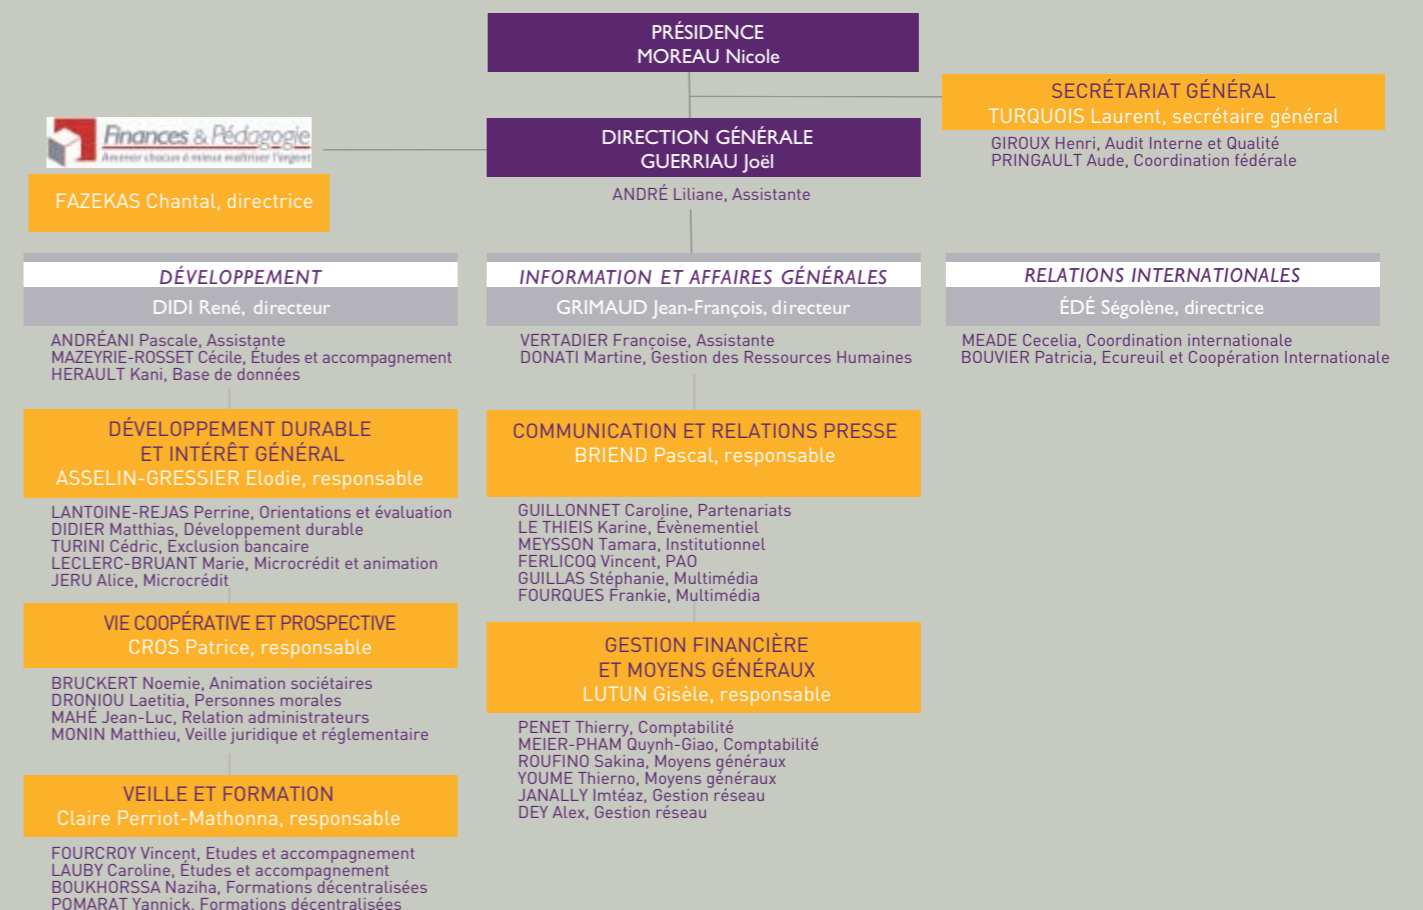 PRÉSIDENCE
MOREAU Nicole
SECRÉTARIAT GÉNÉRAL
TURQUOIS Laurent, secrétaire général
GIROUX Henri, Audit Interne et Qualité
PRINGAULT Aude, Coordination fédérale
Finances & Pédagogie
Amener chacun à mieux maîtriser l'argent
FAZEKAS Chantal, directrice
DIRECTION GÉNÉRALE
GUERRIAU Joël
ANDRÉ Liliane, Assistante
DÉVELOPPEMENT
DIDI René, directeur
ANDRÉANI Pascale, Assistante
MAZEYRIE-ROSSET Cécile, Études et accompagnement
HERAULT Kani, Base de données
DÉVELOPPEMENT DURABLE
ET INTÉRÊT GÉNÉRAL
ASSELIN-GRESSIER Elodie, responsable
LANTOINE-REJAS Perrine, Orientations et évaluation
DIDIER Matthias, Développement durable
TURINI Cédric, Exclusion bancaire
LECLERC-BRUANT Marie, Microcrédit et animation
JERU Alice, Microcrédit
VIE COOPÉRATIVE ET PROSPECTIVE
CROS Patrice, responsable
BRUCKERT Noemie, Animation sociétaires
DRONIOU Laetitia, Personnes morales
MAHÉ Jean-Luc, Relation administrateurs
MONIN Matthieu, Veille juridique et réglementaire
VEILLE ET FORMATION
Claire Perriot-Mathonna, responsable
FOURCROY Vincent, Etudes et accompagnement
LAUBY Caroline, Études et accompagnement
BOUKHORSSA Naziha, Formations décentralisées
POMARAT Yannick, Formations décentralisées
INFORMATION ET AFFAIRES GÉNÉRALES
GRIMAUD Jean-François, directeur
VERTADIER Françoise, Assistante
DONATI Martine, Gestion des Ressources Humaines
COMMUNICATION ET RELATIONS PRESSE
BRIEND Pascal, responsable
GUILLONNET Caroline, Partenariats
LE THIEIS Karine, Évènementiel
MEYSSON Tamara, Institutionnel
FERLICOQ Vincent, PAO
GUILLAS Stéphanie, Multimédia
FOURQUES Frankie, Multimédia
GESTION FINANCIÈRE
ET MOYENS GÉNÉRAUX
LUTUN Gisèle, responsable
PENET Thierry, Comptabilité
MEIER-PHAM Quynh-Giao, Comptabilité
ROUFINO Sakina, Moyens généraux
YOUME Thierno, Moyens généraux
JANALLY Imtéaz, Gestion réseau
DEY Alex, Gestion réseau
RELATIONS INTERNATIONALES
ÉDÉ Ségolène, directrice
MEADE Cecelia, Coordination internationale
BOUVIER Patricia, Ecureuil et Coopération Internationale